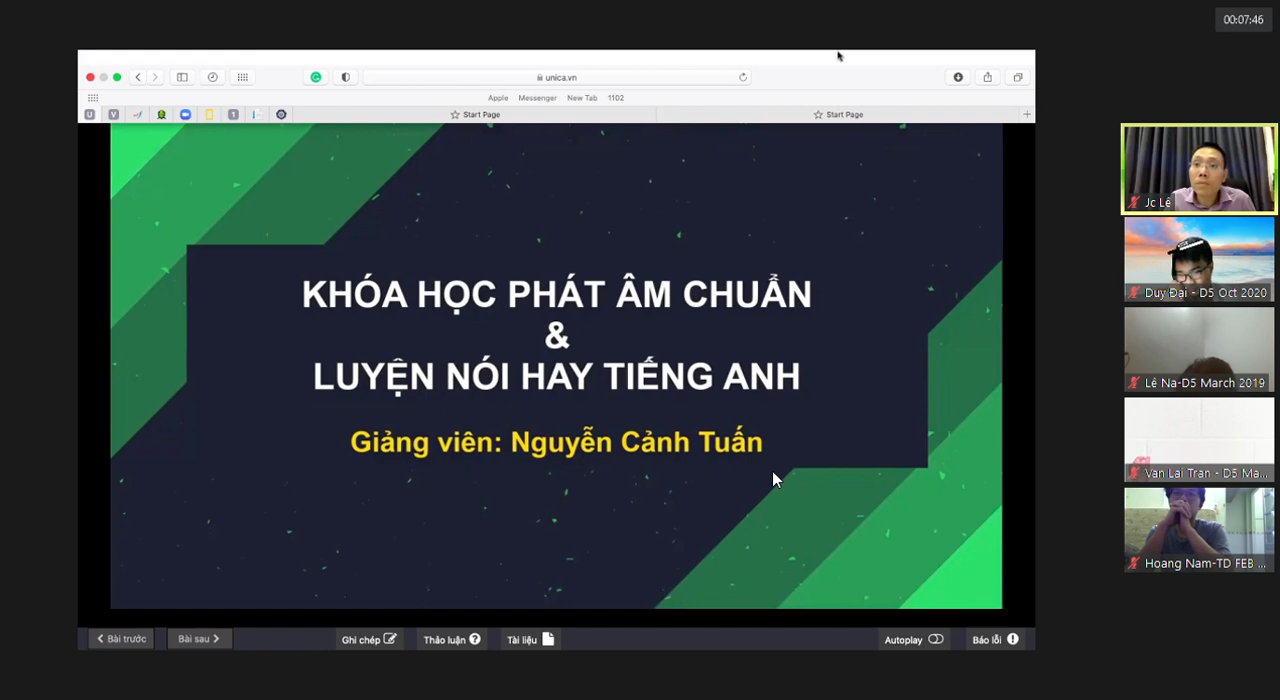 00:07:46
unica.vn
Apple Messenger New Tab 1102
U V 1 Start Page Start Page
KHÓA HỌC PHÁT ÂM CHUẨN
&
LUYỆN NÓI HAY TIẾNG ANH
Giảng viên: Nguyễn Cảnh Tuấn
Bài trước Bài sau Ghi chép Thảo luận Tài liệu Autoplay Báo lỗi
Jc Lê
Duy Đại - D5 Oct 2020
Lê Na-D5 March 2019
Van Lai Tran - D5 Ma...
Hoang Nam-TD FEB ...